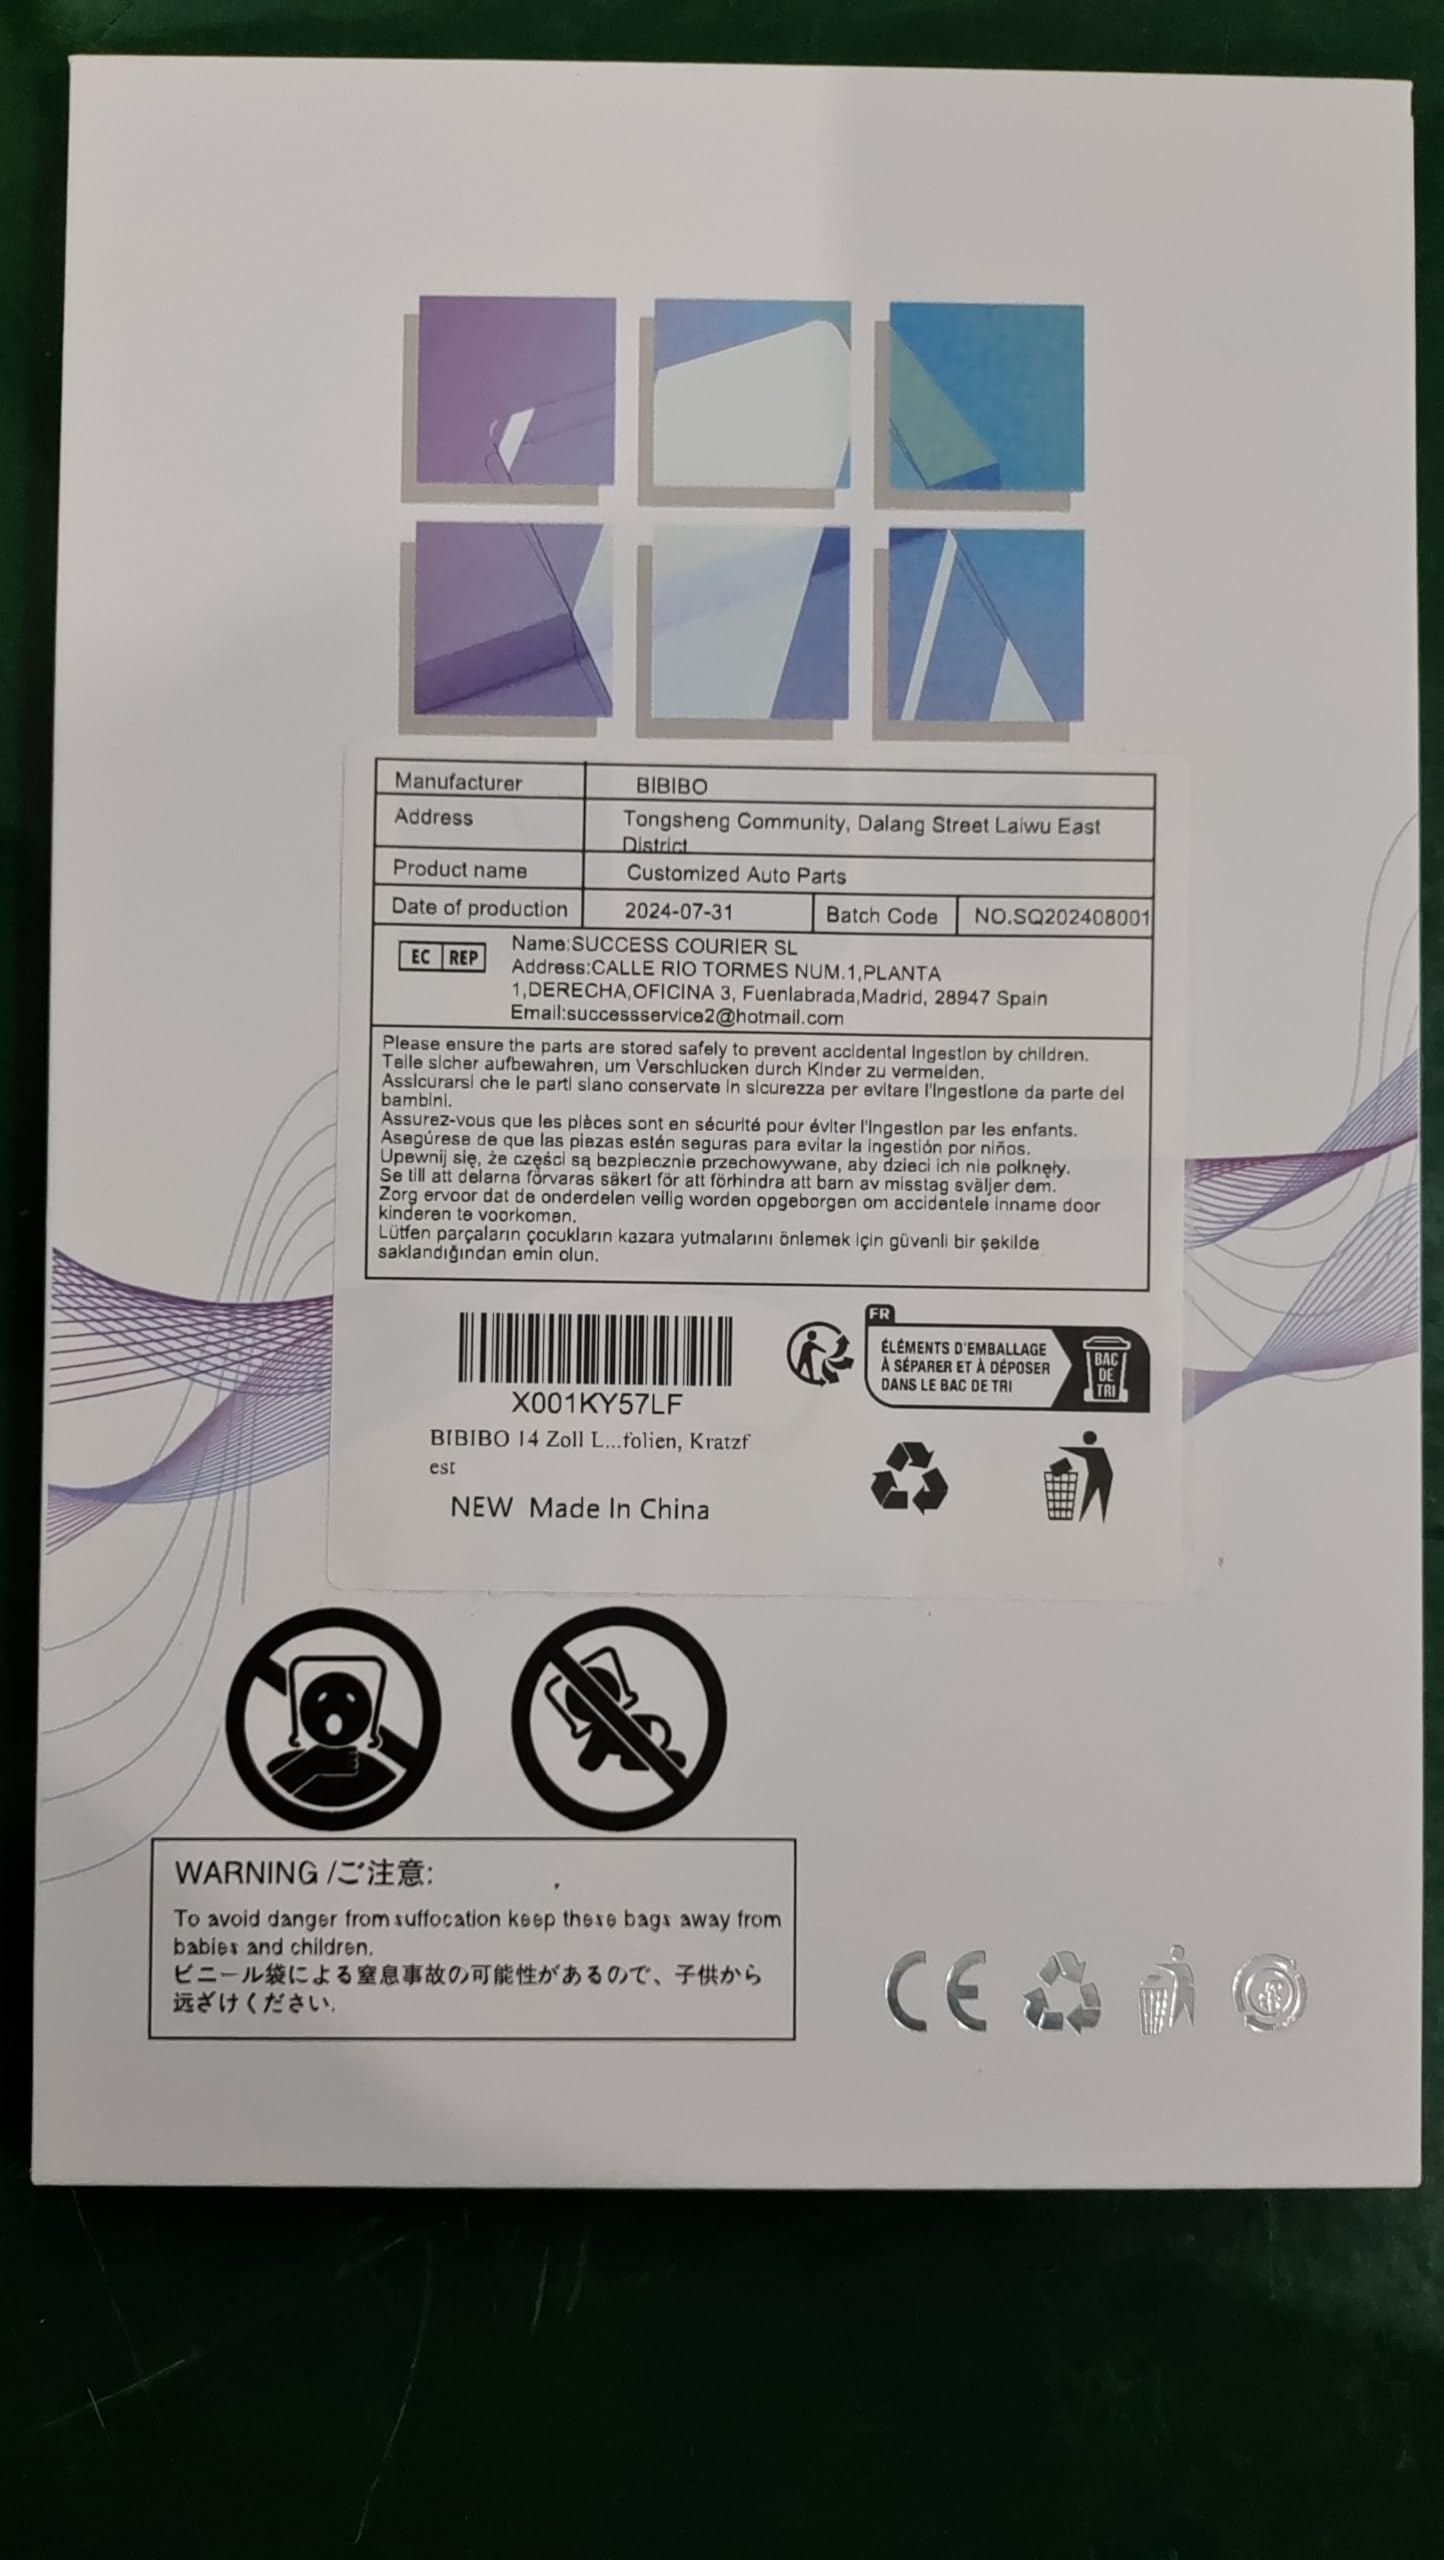 Manufacturer BIBIBO
Address Tongsheng Community, Dalang Street Laiwu East
District
Product name Customized Auto Parts
Date of production 2024-07-31 Batch Code NO.SQ202408001
EC REP
Name:SUCCESS COURIER SL
Address:CALLE RIO TORMES NUM.1,PLANTA
1,DERECHA,OFICINA 3, Fuenlabrada,Madrid, 28947 Spain
Email:successservice2@hotmail.com
Please ensure the parts are stored safely to prevent accidental ingestion by children.
Teile sicher aufbewahren, um Verschlucken durch Kinder zu vermeiden.
Assicurarsi che le parti siano conservate in sicurezza per evitare l'ingestione da parte dei
bambini.
Assurez-vous que les pièces sont en sécurité pour éviter l'ingestion par les enfants.
Asegúrese de que las piezas estén seguras para evitar la ingestión por niños.
Upewnij się, że części są bezpiecznie przechowywane, aby dzieci ich nie połknęły.
Se till att delarna förvaras säkert för att förhindra att barn av misstag sväljer dem.
Zorg ervoor dat de onderdelen veilig worden opgeborgen om accidentele inname door
kinderen te voorkomen.
Lütfen parçaların çocukların kazara yutmalarını önlemek için güvenli bir şekilde
saklandığından emin olun.
FR
ÉLÉMENTS D'EMBALLAGE
À SÉPARER ET À DÉPOSER
DANS LE BAC DE TRI
BAC
DE
TRI
X001KY57LF
BIBIBO 14 Zoll L...folien, Kratzf
est
NEW Made In China
WARNING /ご注意:
To avoid danger from suffocation keep these bags away from
babies and children.
ビニール袋による窒息事故の可能性があるので、子供から
远ざけください.
CE